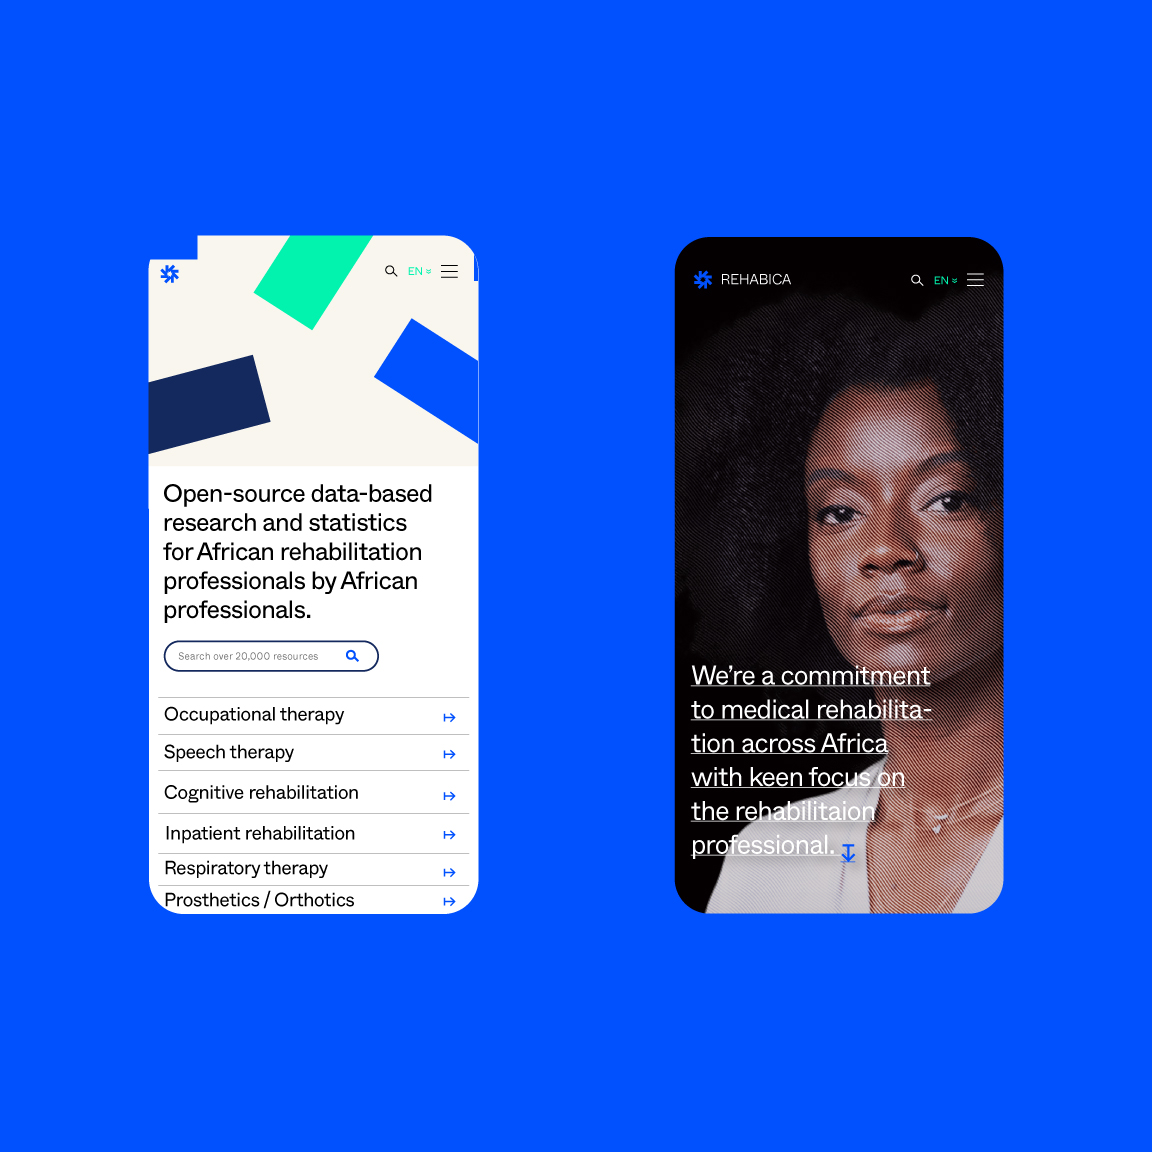 EN
Open-source data-based
research and statistics
for African rehabilitation
professionals by African
professionals.
Search over 20,000 resources
Occupational therapy
Speech therapy
Cognitive rehabilitation
Inpatient rehabilitation
Respiratory therapy
Prosthetics / Orthotics
REHABICA
EN
We’re a commitment
to medical rehabilita-
tion across Africa
with keen focus on
the rehabilitaion
professional.